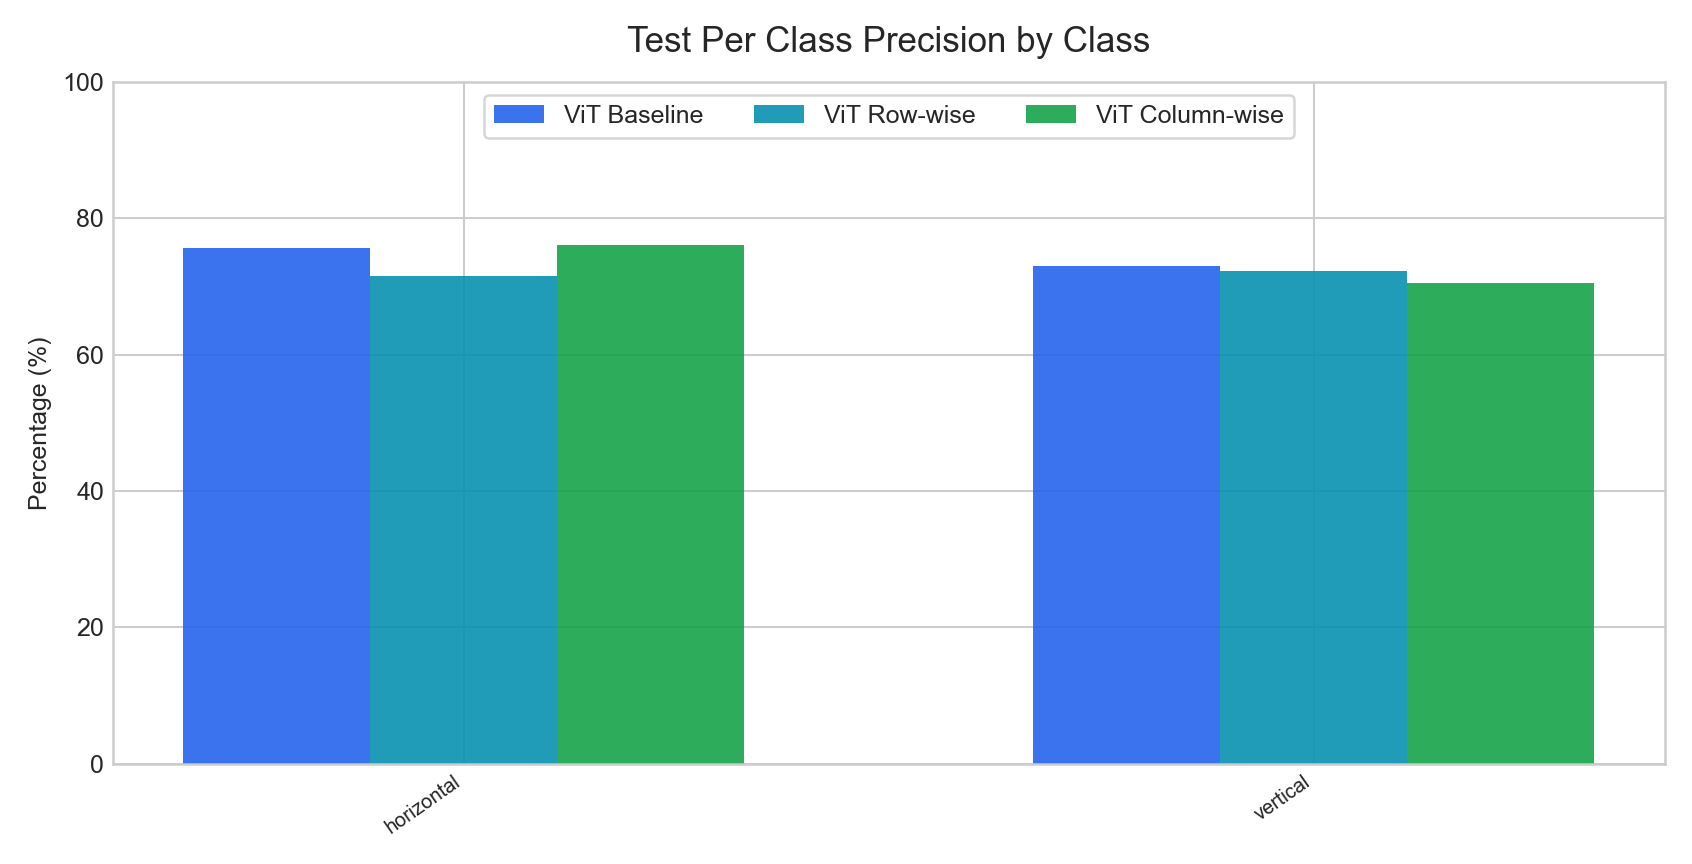 Test Per Class Precision by Class
ViT Baseline ViT Row-wise ViT Column-wise
Percentage (%)
100
80
60
40
20
0
horizontal vertical